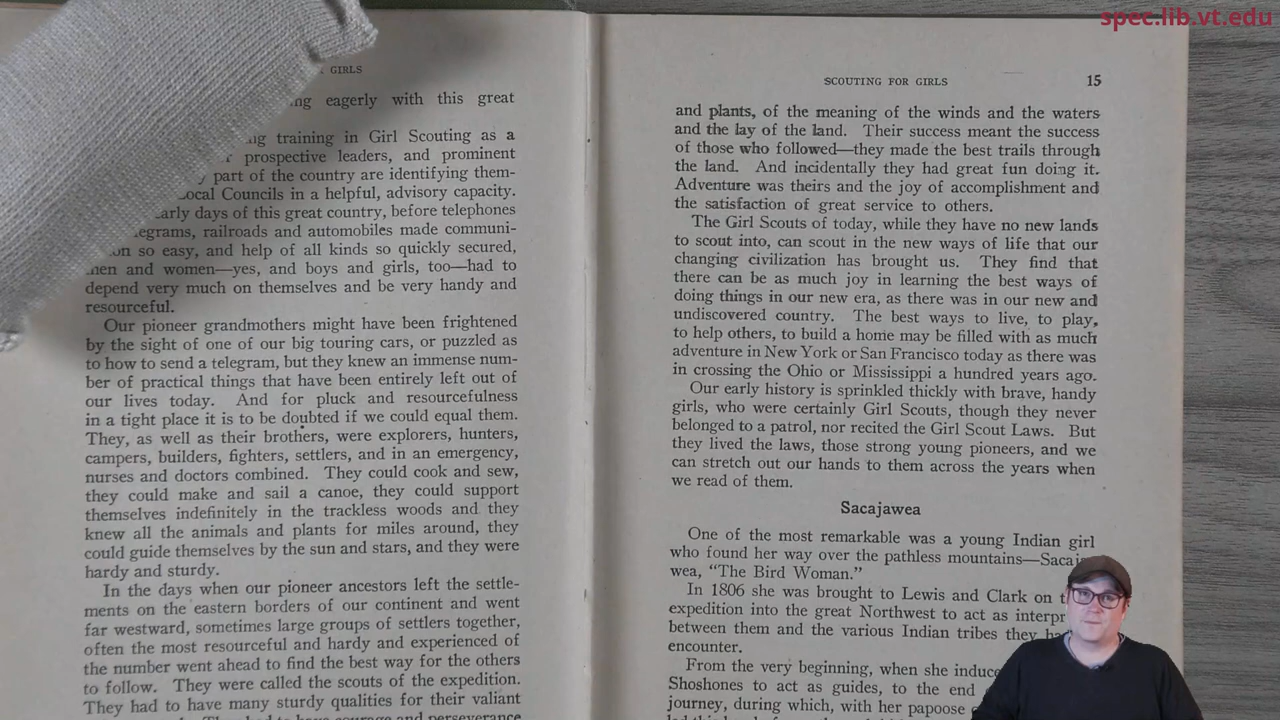 spec.lib.vt.edu
GIRLS
eagerly with this great
training in Girl Scouting as a
prospective leaders, and prominent
part of the country are identifying them-
Local Councils in a helpful, advisory capacity.
early days of this great country, before telephones
telegrams, railroads and automobiles made communi-
so easy, and help of all kinds so quickly secured,
men and women—yes, and boys and girls, too—had to
depend very much on themselves and be very handy and
resourceful.
Our pioneer grandmothers might have been frightened
by the sight of one of our big touring cars, or puzzled as
to how to send a telegram, but they knew an immense num-
ber of practical things that have been entirely left out of
our lives today. And for pluck and resourcefulness
in a tight place it is to be doubted if we could equal them.
They, as well as their brothers, were explorers, hunters,
campers, builders, fighters, settlers, and in an emergency,
nurses and doctors combined. They could cook and sew,
they could make and sail a canoe, they could support
themselves indefinitely in the trackless woods and they
knew all the animals and plants for miles around, they
could guide themselves by the sun and stars, and they were
hardy and sturdy.
In the days when our pioneer ancestors left the settle-
ments on the eastern borders of our continent and went
far westward, sometimes large groups of settlers together,
often the most resourceful and hardy and experienced of
the number went ahead to find the best way for the others
to follow. They were called the scouts of the expedition.
They had to have many sturdy qualities for their valiant
SCOUTING FOR GIRLS 15
and plants, of the meaning of the winds and the waters
and the lay of the land. Their success meant the success
of those who followed—they made the best trails through
the land. And incidentally they had great fun doing it.
Adventure was theirs and the joy of accomplishment and
the satisfaction of great service to others.
The Girl Scouts of today, while they have no new lands
to scout into, can scout in the new ways of life that our
changing civilization has brought us. They find that
there can be as much joy in learning the best ways of
doing things in our new era, as there was in our new and
undiscovered country. The best ways to live, to play,
to help others, to build a home may be filled with as much
adventure in New York or San Francisco today as there was
in crossing the Ohio or Mississippi a hundred years ago.
Our early history is sprinkled thickly with brave, handy
girls, who were certainly Girl Scouts, though they never
belonged to a patrol, nor recited the Girl Scout Laws. But
they lived the laws, those strong young pioneers, and we
can stretch out our hands to them across the years when
we read of them.
Sacajawea
One of the most remarkable was a young Indian girl
who found her way over the pathless mountains—Sacaja-
wea, "The Bird Woman."
In 1806 she was brought to Lewis and Clark on
expedition into the great Northwest to act as
between them and the various Indian tribes they
encounter.
From the very beginning, when she
Shoshones to act as guides, to the end
journey, during which, with her papoose